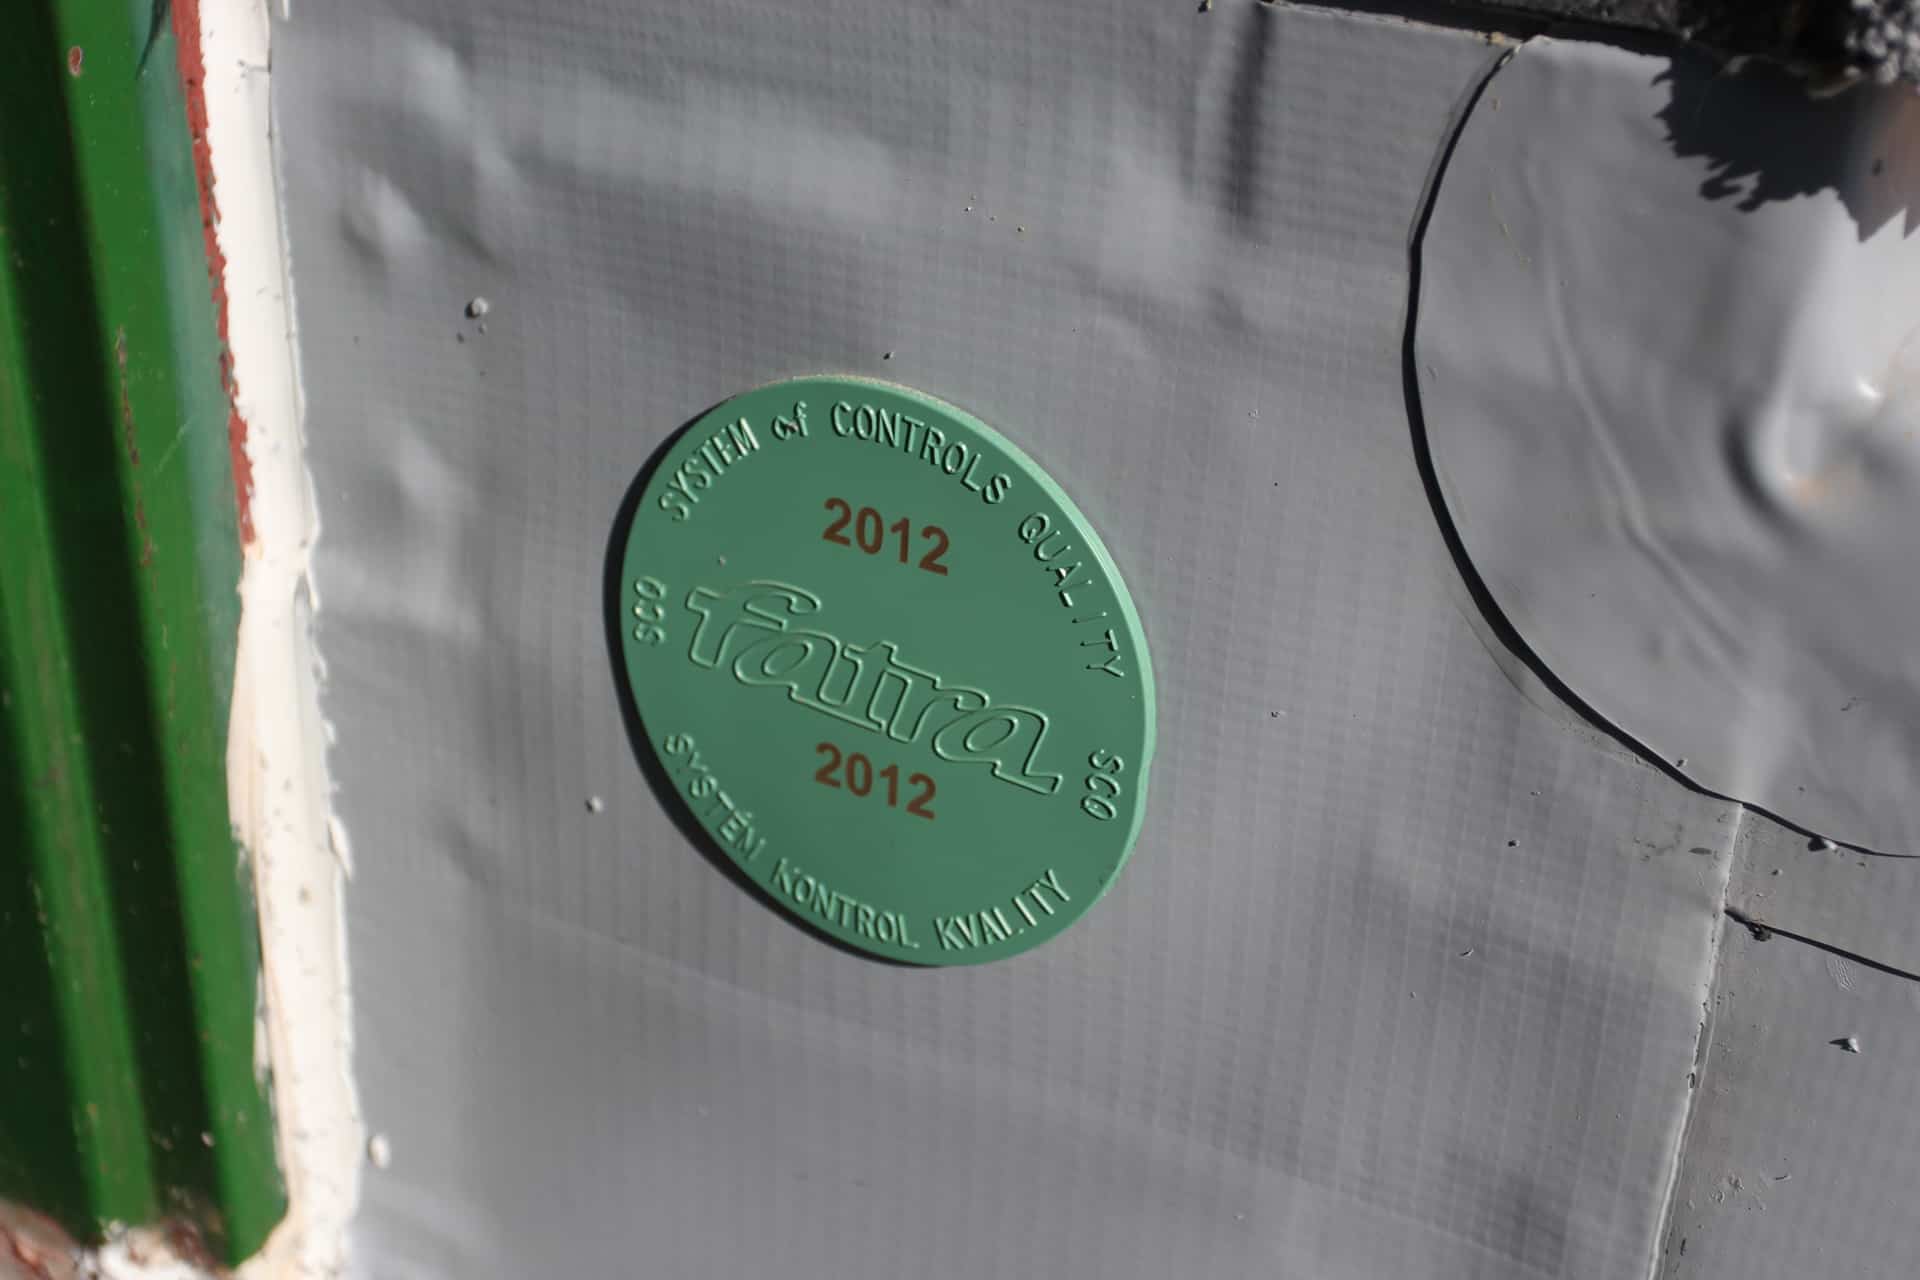 SYSTEM of CONTROLS QUALITY
2012
SCQ
fatra
SCQ
2012
SYSTÉM KONTROL KVALITY